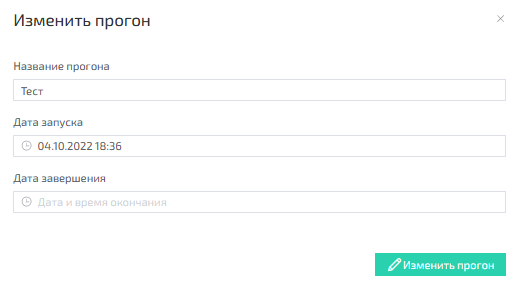 Изменить прогон
Название прогона
Тест
Дата запуска
04.10.2022 18:36
Дата завершения
Дата и время окончания
Изменить прогон